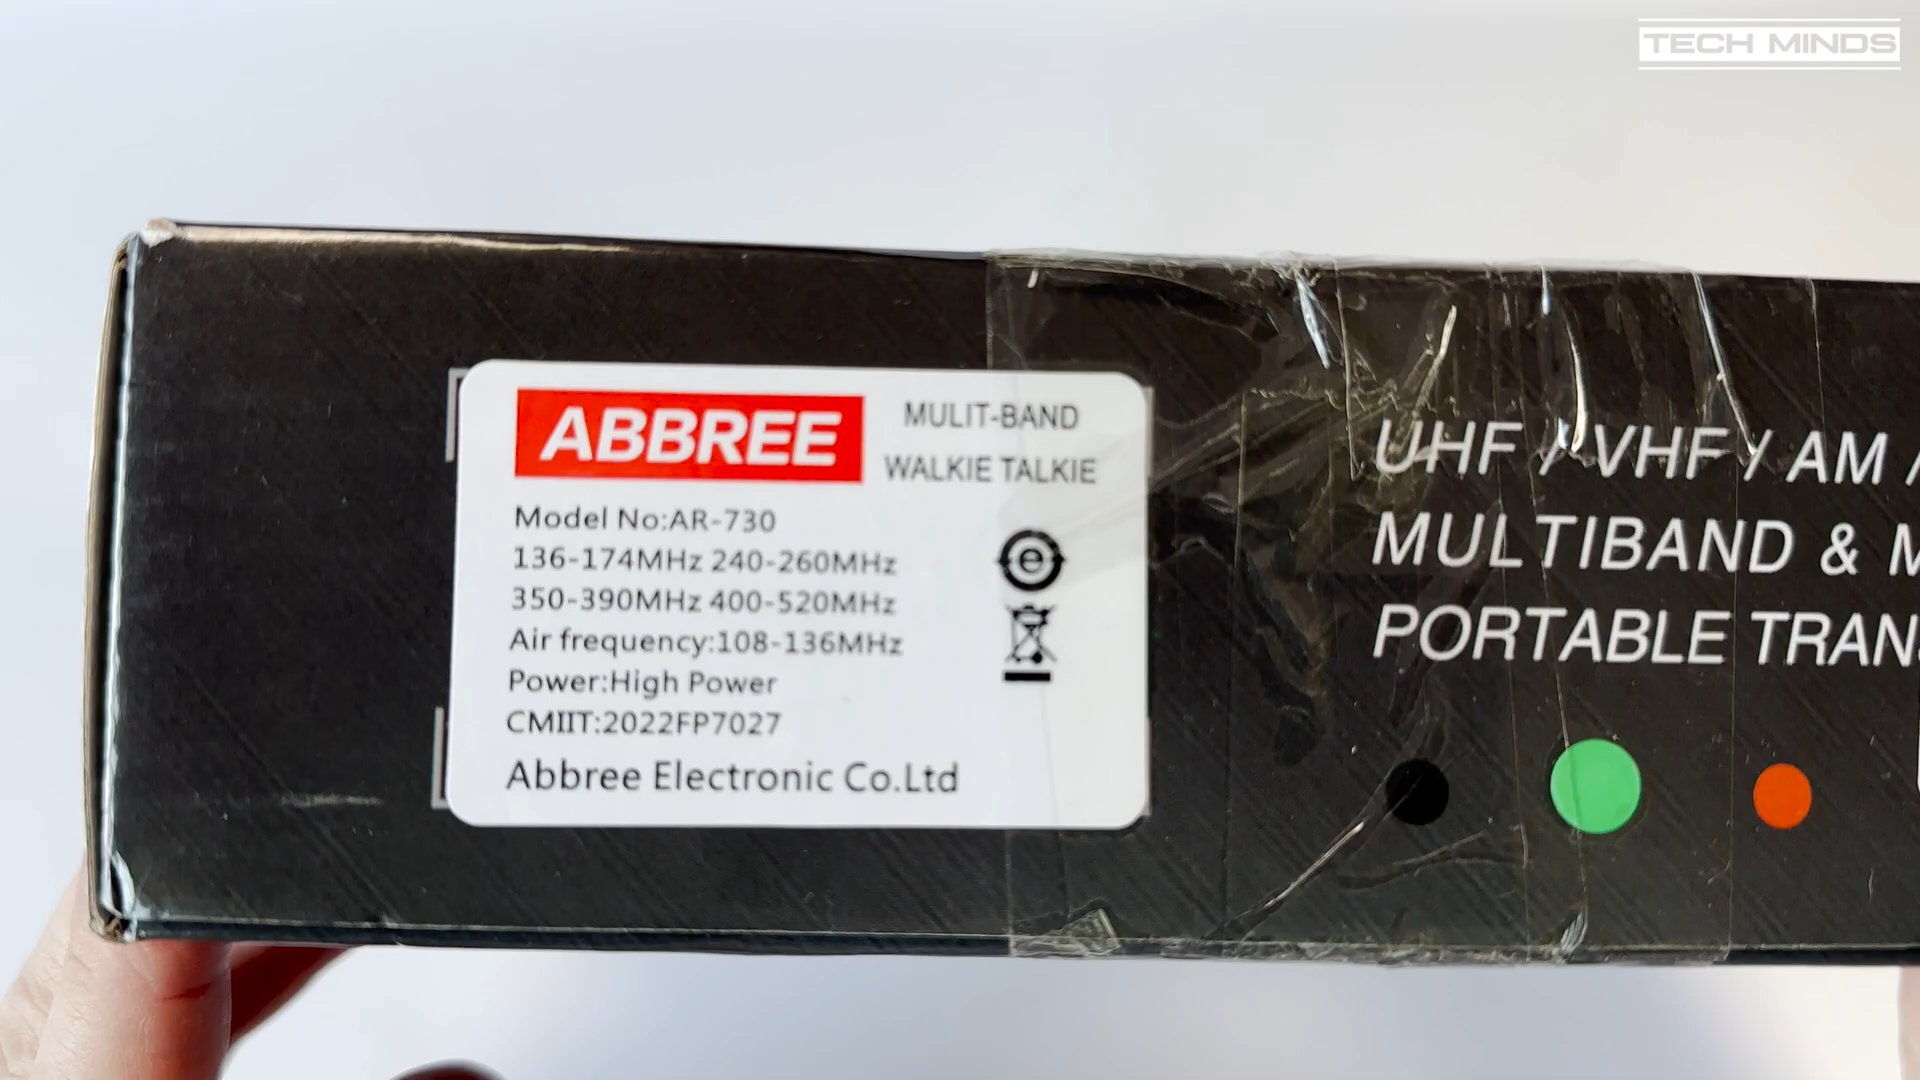 TECH MINDS
ABBREE
MULIT-BAND
WALKIE TALKIE
Model No:AR-730
136-174MHz 240-260MHz
350-390MHz 400-520MHz
Air frequency:108-136MHz
Power:High Power
CMIIT:2022FP7027
Abbree Electronic Co.Ltd
e
UHF / VHF / AM /
MULTIBAND &
PORTABLE